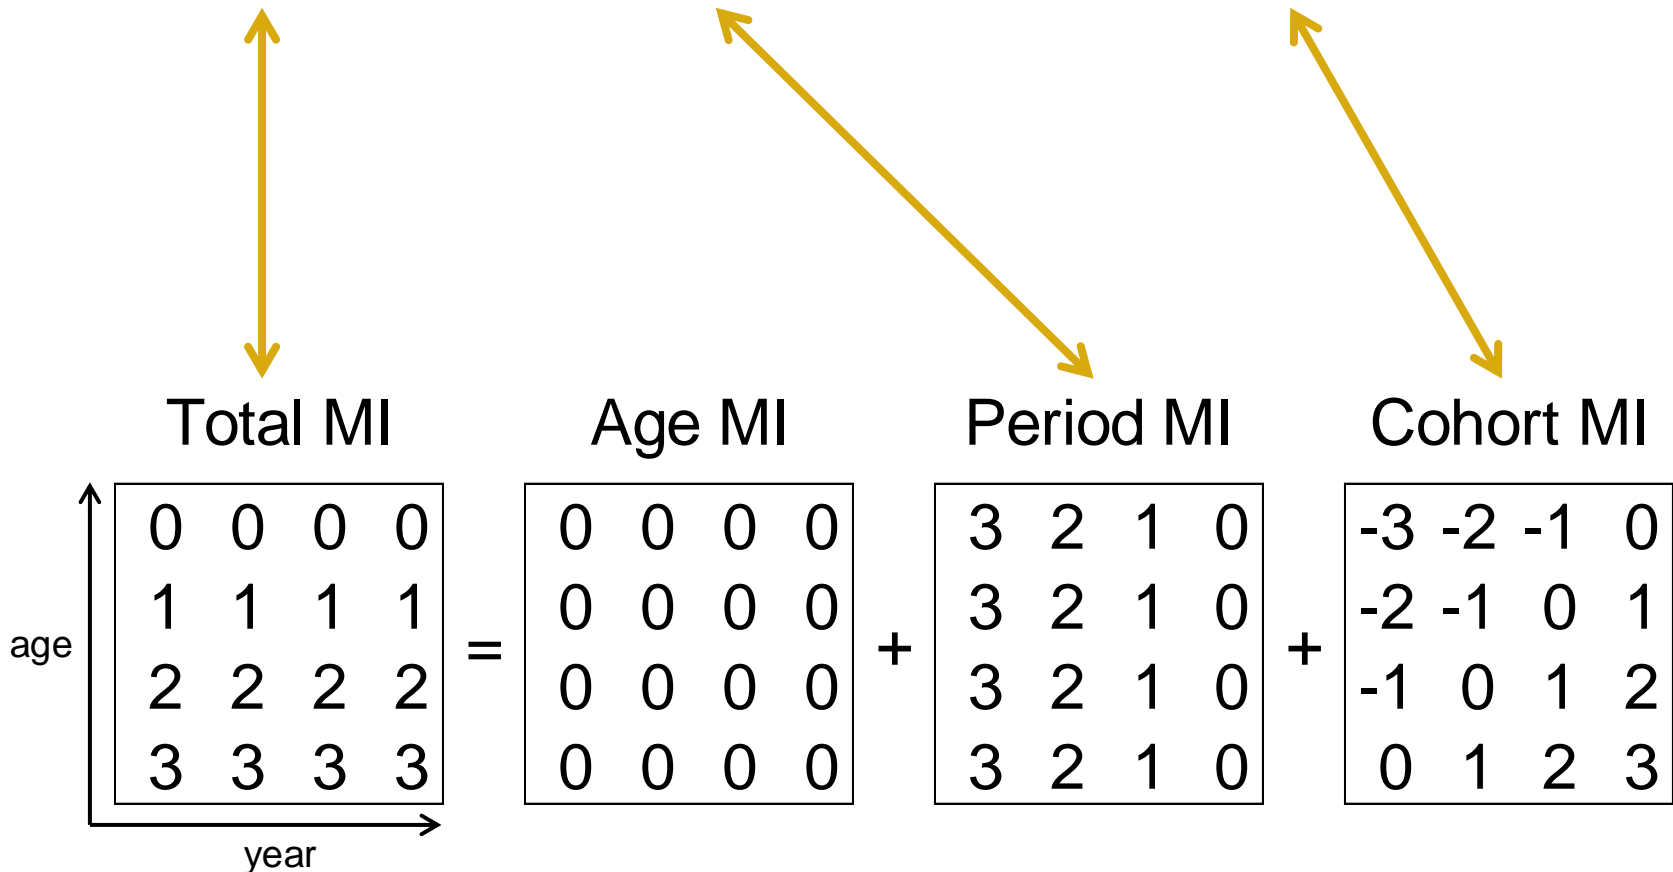 Total MI Age MI Period MI Cohort MI
0 0 0 0 0 0 0 0 3 2 1 0 -3 -2 -1 0
1 1 1 1 0 0 0 0 3 2 1 0 -2 -1 0 1
age = + +
2 2 2 2 0 0 0 0 3 2 1 0 -1 0 1 2
3 3 3 3 0 0 0 0 3 2 1 0 0 1 2 3
year